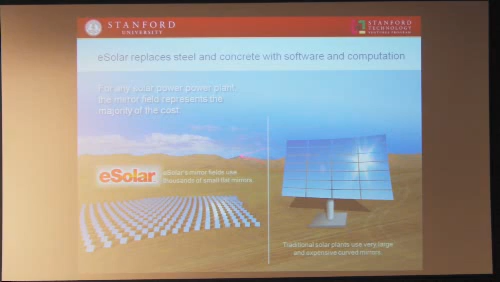 STANFORD
UNIVERSITY
STANFORD
TECHNOLOGY
VENTURES PROGRAM
eSolar replaces steel and concrete with software and computation
For any solar power power plant,
the mirror field represents the
majority of the cost
eSolar
eSolar's mirror fields use
thousands of small flat mirrors.
Traditional solar plants use very large
and expensive curved mirrors.